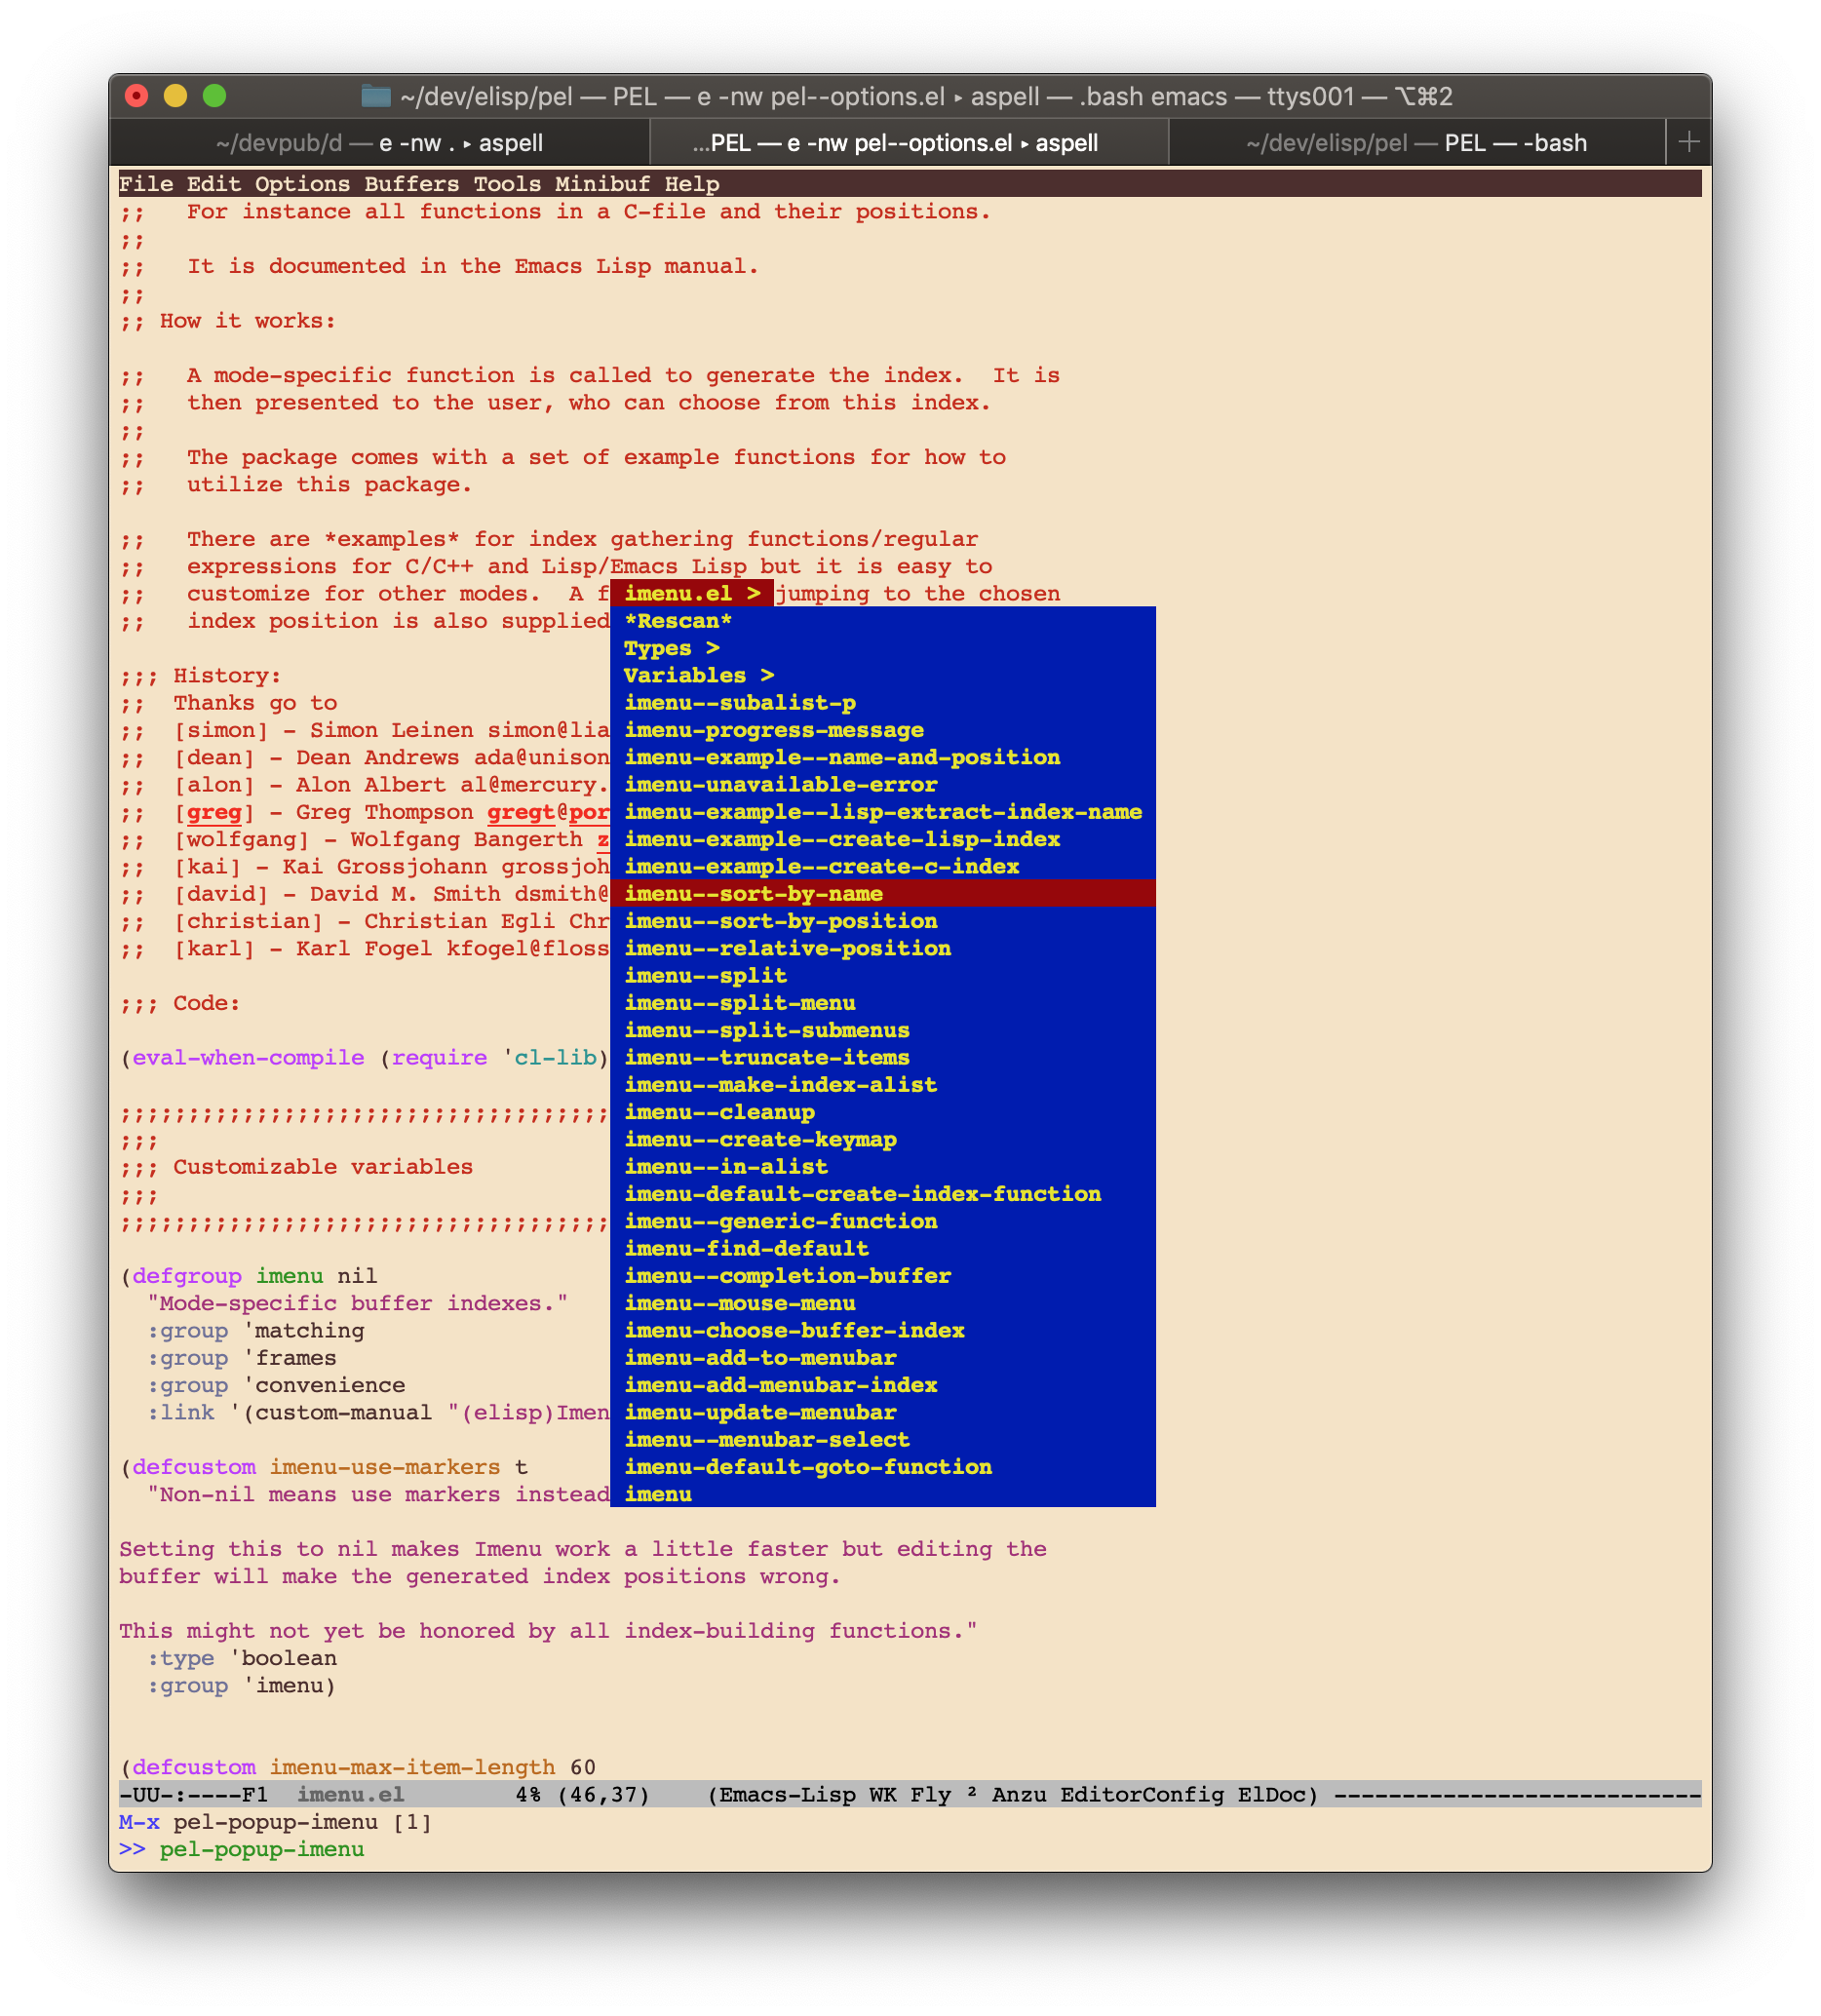 ~/dev/elisp/pel — PEL — e -nw pel--options.el ▸ aspell — .bash emacs — ttys001 — ⌥⌘2
~/devpub/d — e -nw . ▸ aspell
...PEL — e -nw pel--options.el ▸ aspell
~/dev/elisp/pel — PEL — -bash
+
File Edit Options Buffers Tools Minibuf Help
;;   For instance all functions in a C-file and their positions.
;;
;;   It is documented in the Emacs Lisp manual.
;;
;; How it works:
;;   A mode-specific function is called to generate the index.  It is
;;   then presented to the user, who can choose from this index.
;;
;;   The package comes with a set of example functions for how to
;;   utilize this package.
;;   There are *examples* for index gathering functions/regular
;;   expressions for C/C++ and Lisp/Emacs Lisp but it is easy to
;;   customize for other modes.  A f imenu.el > jumping to the chosen
;;   index position is also supplied *Rescan*
Types >
;;; History: Variables >
;;  Thanks go to imenu--subalist-p
;;  [simon] - Simon Leinen simon@lia imenu-progress-message
;;  [dean] - Dean Andrews ada@unison imenu-example--name-and-position
;;  [alon] - Alon Albert al@mercury. imenu-unavailable-error
;;  [greg] - Greg Thompson gregt@por imenu-example--lisp-extract-index-name
;;  [wolfgang] - Wolfgang Bangerth z imenu-example--create-lisp-index
;;  [kai] - Kai Grossjohann grossjoh imenu-example--create-c-index
;;  [david] - David M. Smith dsmith@ imenu--sort-by-name
;;  [christian] - Christian Egli Chr imenu--sort-by-position
;;  [karl] - Karl Fogel kfogel@floss imenu--relative-position
imenu--split
;;; Code: imenu--split-menu
imenu--split-submenus
(eval-when-compile (require 'cl-lib) imenu--truncate-items
imenu--make-index-alist
;;;;;;;;;;;;;;;;;;;;;;;;;;;;;;;;;;;; imenu--cleanup
;;; imenu--create-keymap
;;; Customizable variables imenu--in-alist
;;; imenu-default-create-index-function
;;;;;;;;;;;;;;;;;;;;;;;;;;;;;;;;;;;; imenu--generic-function
imenu-find-default
(defgroup imenu nil imenu--completion-buffer
"Mode-specific buffer indexes." imenu--mouse-menu
:group 'matching imenu-choose-buffer-index
:group 'frames imenu-add-to-menubar
:group 'convenience imenu-add-menubar-index
:link '(custom-manual "(elisp)Imen imenu-update-menubar
imenu--menubar-select
(defcustom imenu-use-markers t imenu-default-goto-function
"Non-nil means use markers instead imenu
Setting this to nil makes Imenu work a little faster but editing the
buffer will make the generated index positions wrong.
This might not yet be honored by all index-building functions."
:type 'boolean
:group 'imenu)
(defcustom imenu-max-item-length 60
-UU-:----F1  imenu.el        4% (46,37)    (Emacs-Lisp WK Fly ² Anzu EditorConfig ElDoc) ---------------------------
M-x pel-popup-imenu [1]
>> pel-popup-imenu